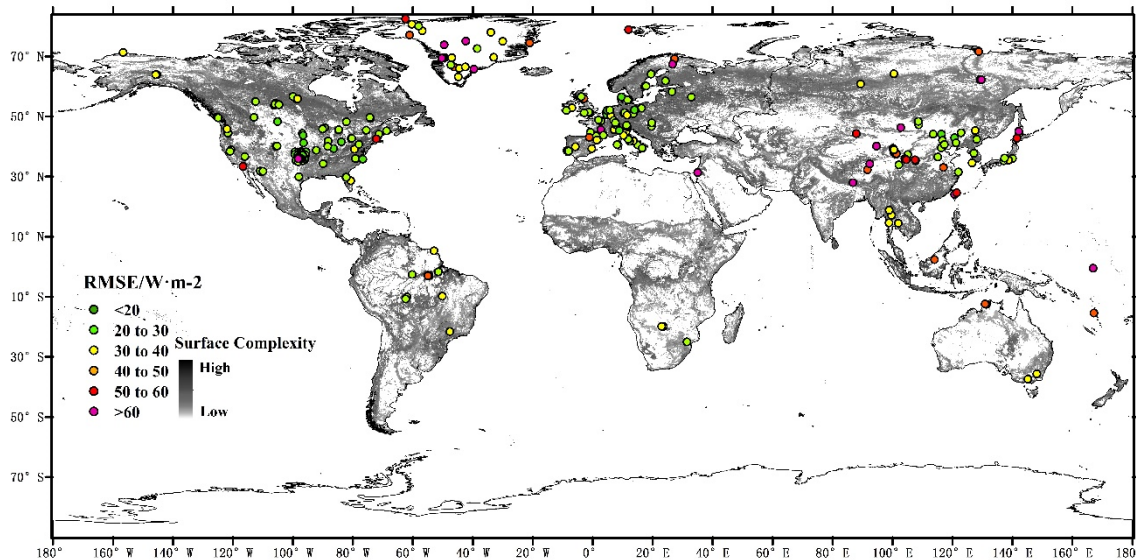 70° N
50° N
30° N
10° N
10° S
30° S
50° S
70° S
RMSE/W·m-2
<20
20 to 30
30 to 40
40 to 50
50 to 60
>60
Surface Complexity
High
Low
180° 160° W 140° W 120° W 100° W 80° W 60° W 40° W 20° W 0° E 20° E 40° E 60° E 80° E 100° E 120° E 140° E 160° E 180°